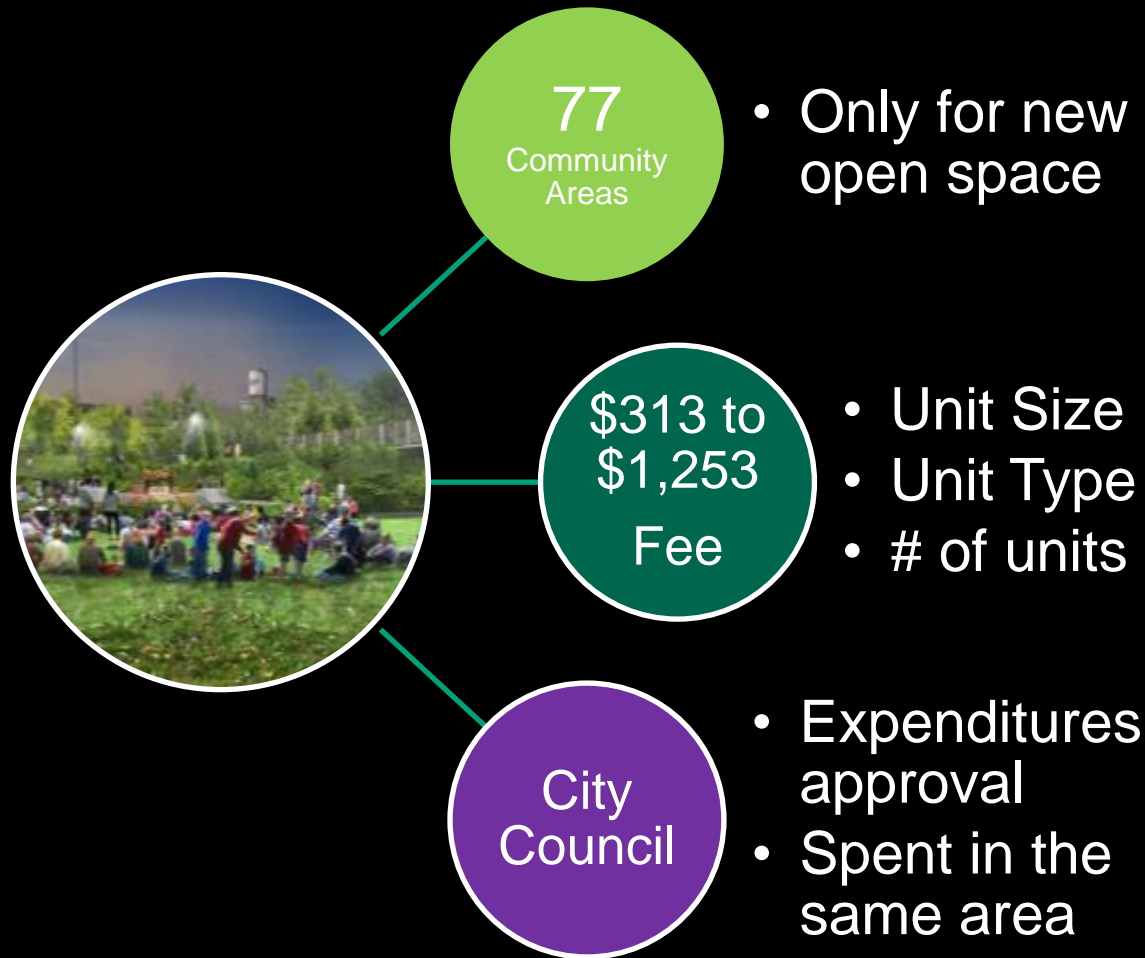 77
Community
Areas
• Only for new
open space
$313 to
$1,253
Fee
• Unit Size
• Unit Type
• # of units
City
Council
• Expenditures
approval
• Spent in the
same area